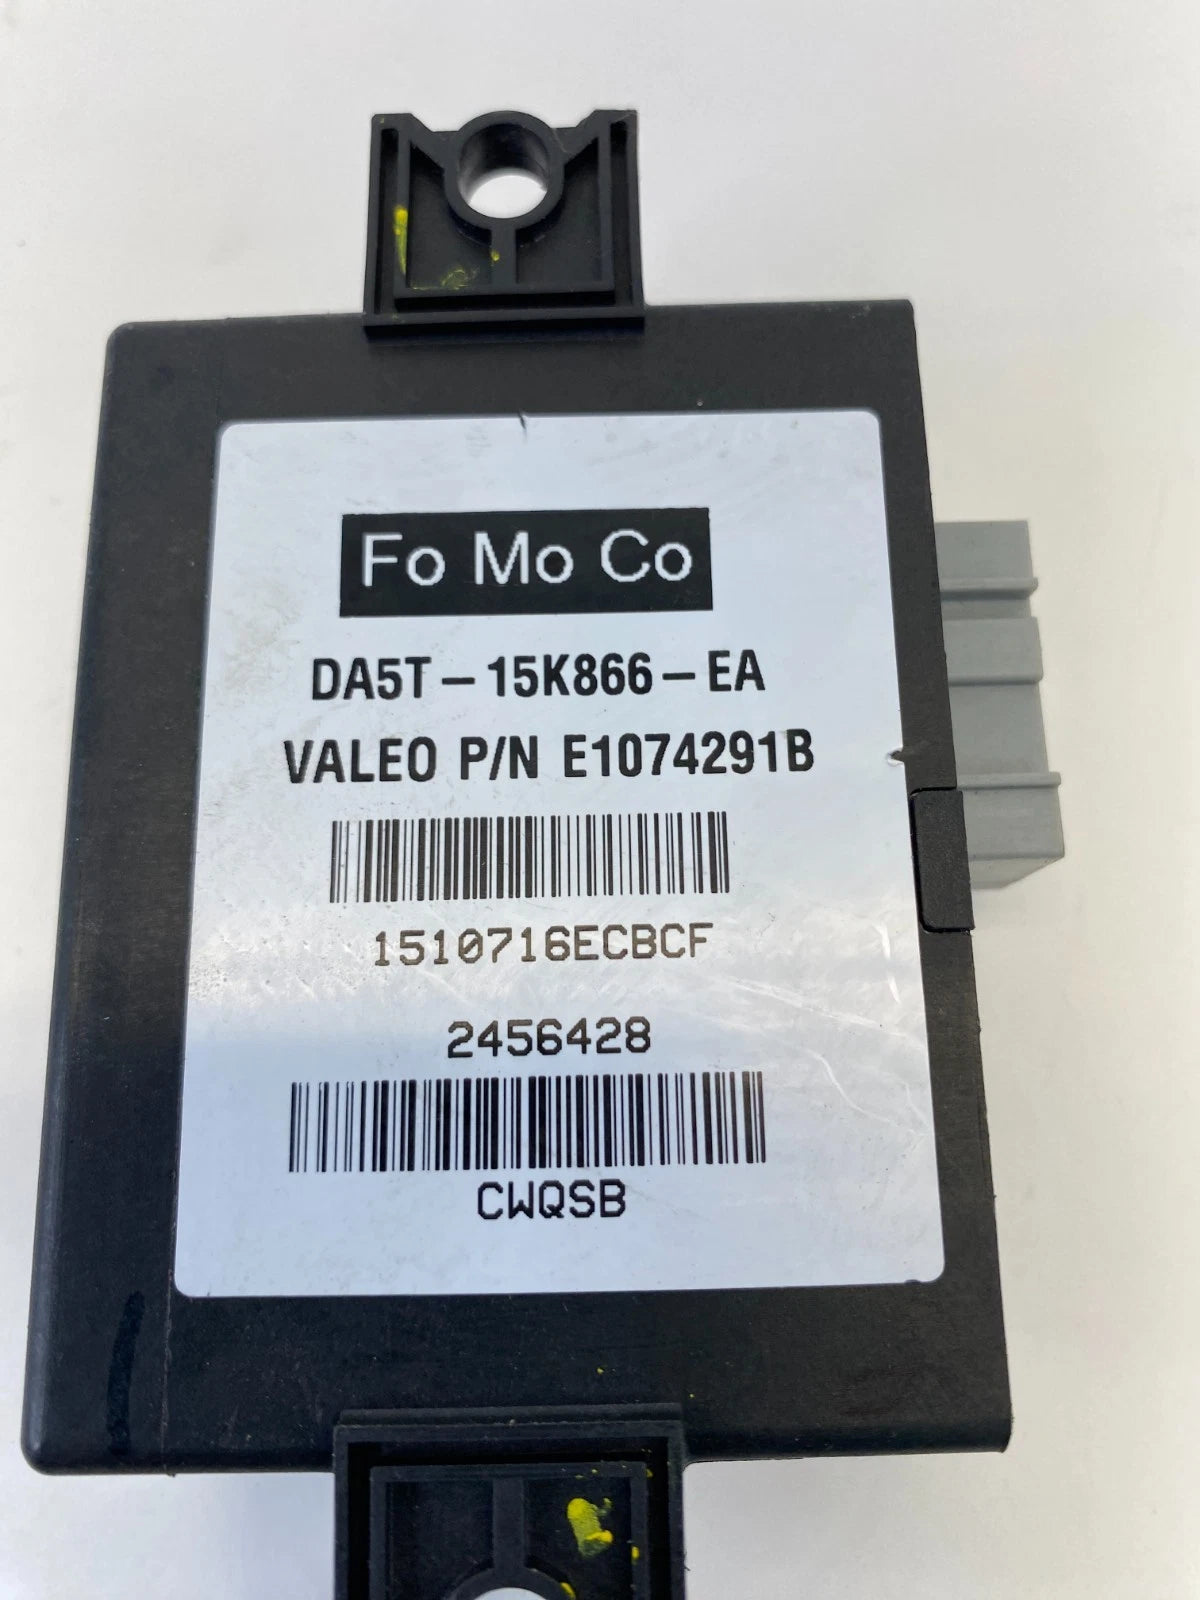 Fo Mo Co
DA5T-15K866-EA
VALEO P/N E1074291B
1510716ECBCF
2456428
CWQSB